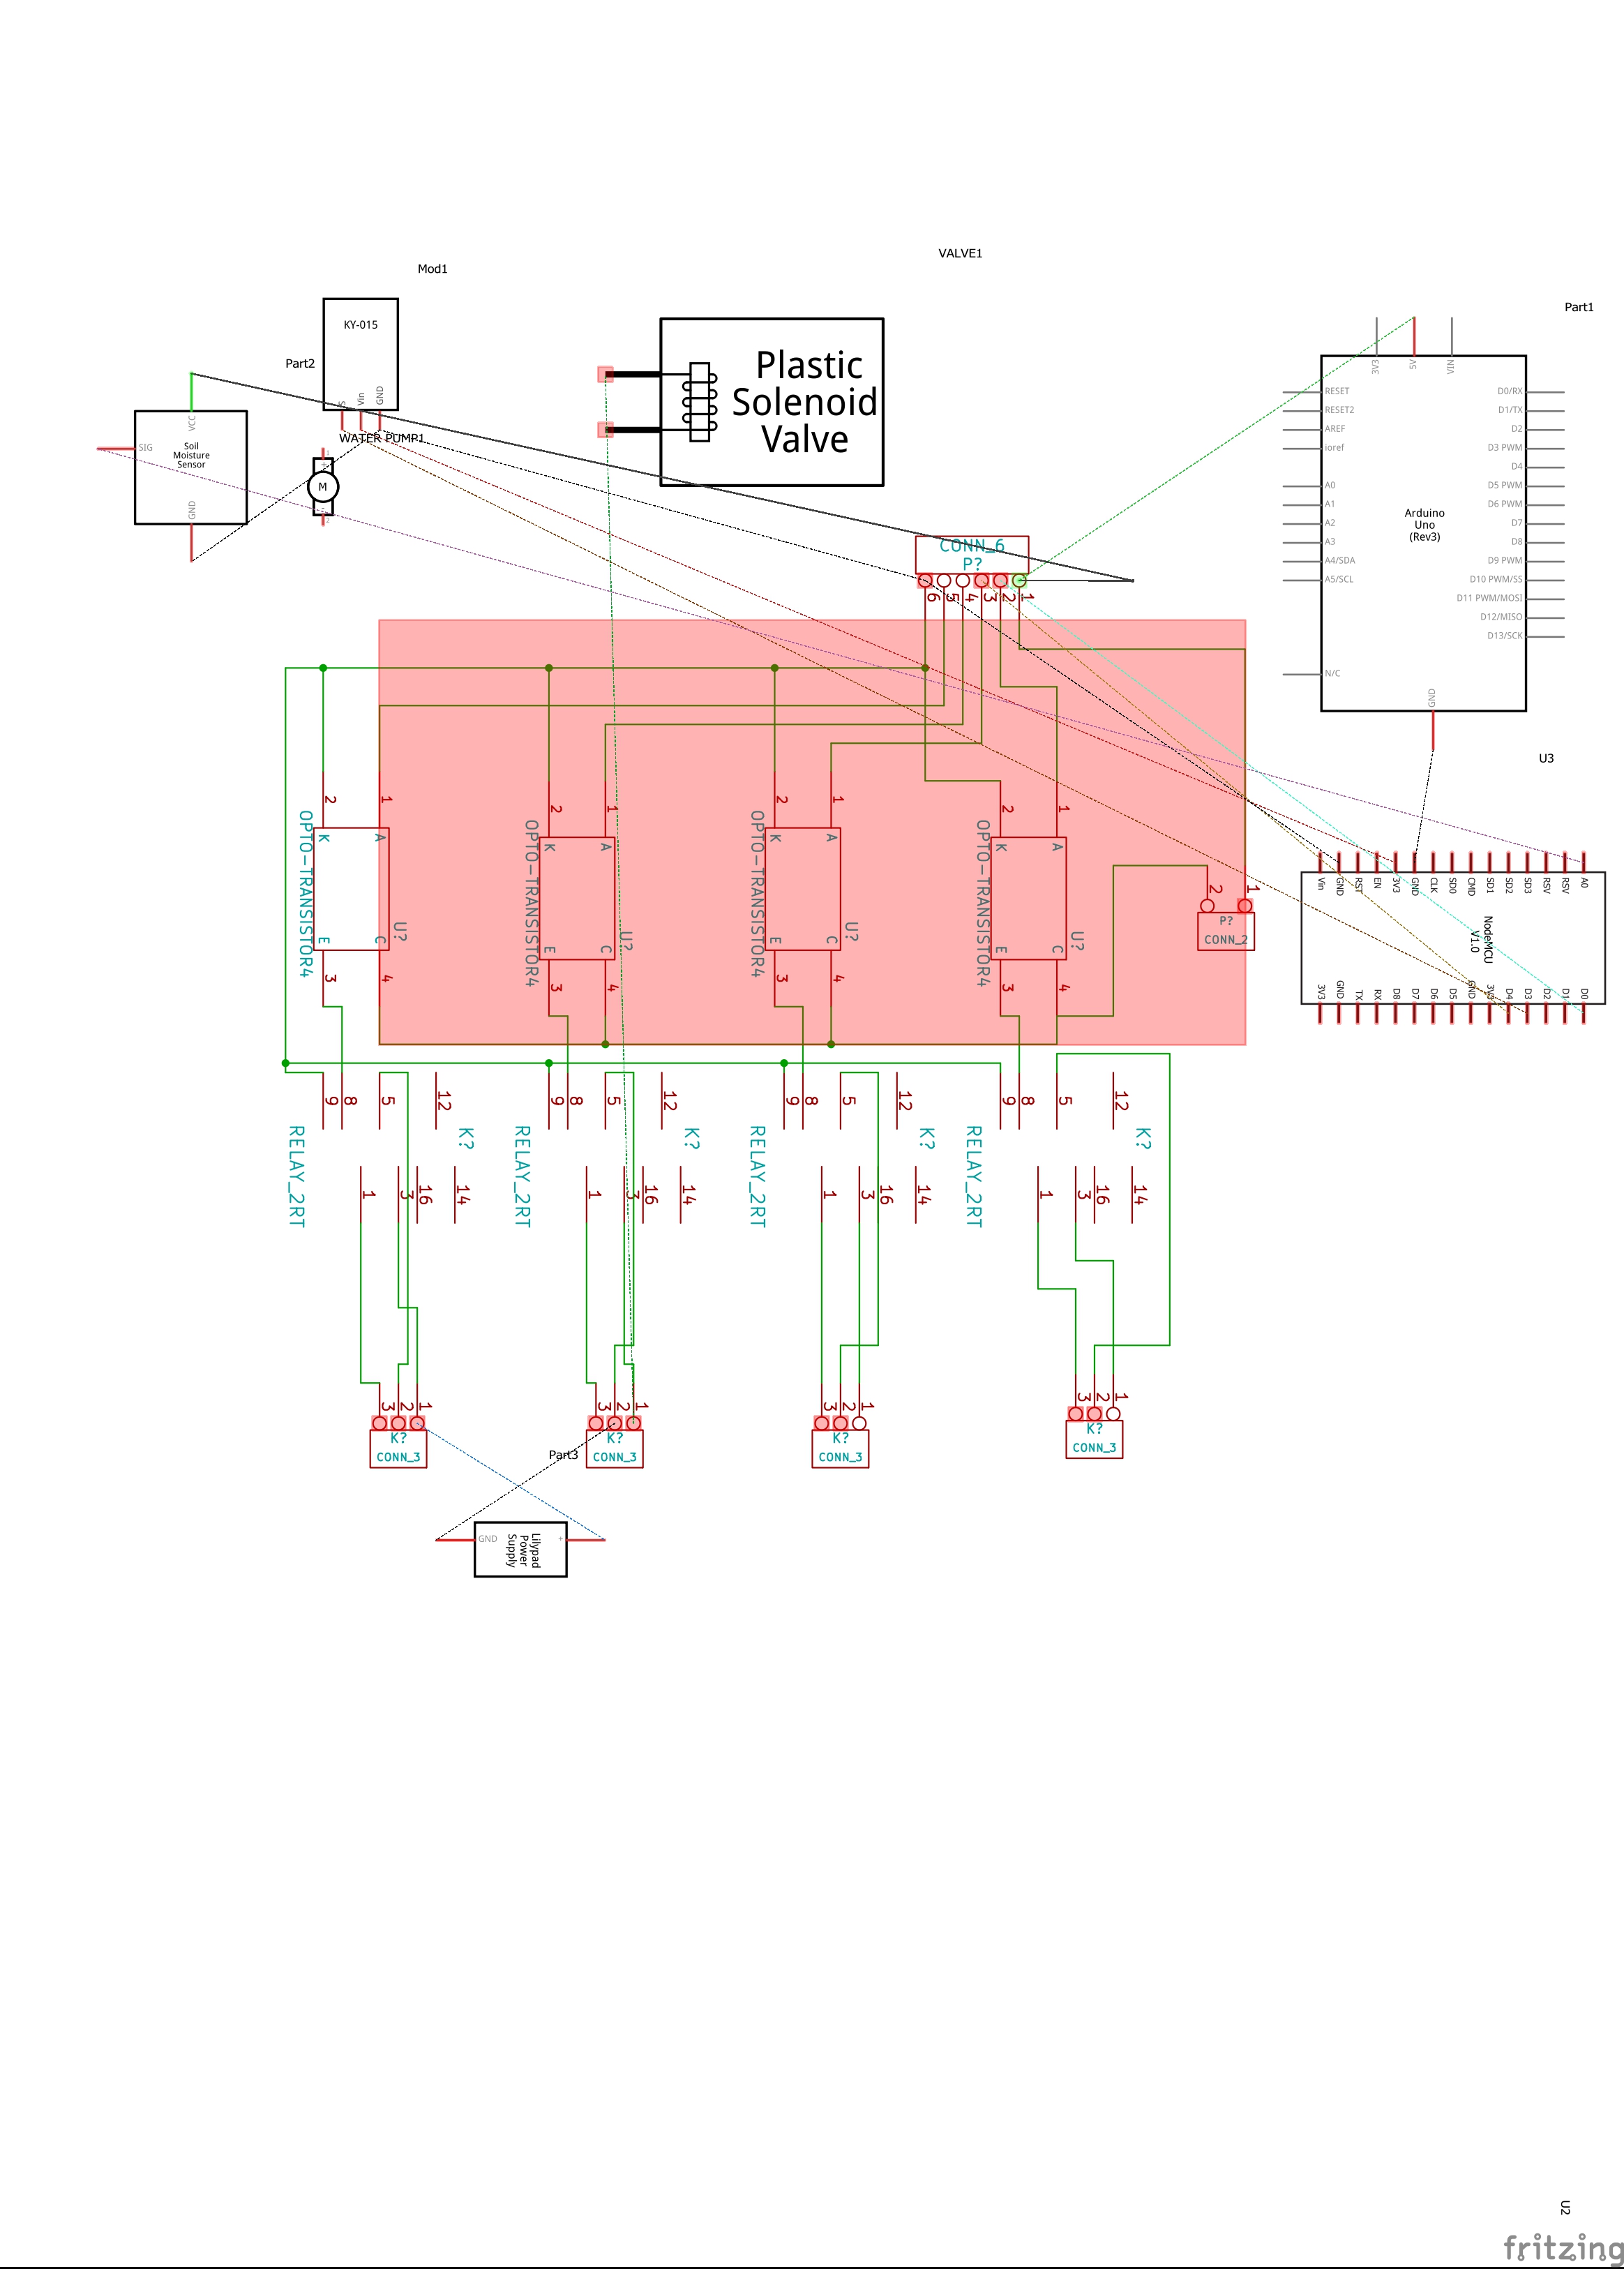 VALVE1
Mod1
Part1
KY-015
S
Vin
GND
Part2
WATER PUMP1
VCC
SIG
Soil
Moisture
Sensor
GND
1
+
M
-
2
Plastic
Solenoid
Valve
3V3
5V
VIN
RESET
RESET2
AREF
ioref
A0
A1
A2
A3
A4/SDA
A5/SCL
N/C
Arduino
Uno
(Rev3)
D0/RX
D1/TX
D2
D3 PWM
D4
D5 PWM
D6 PWM
D7
D8
D9 PWM
D10 PWM/SS
D11 PWM/MOSI
D12/MISO
D13/SCK
GND
CONN_6
P?
6
5
4
3
2
1
U3
Vin
GND
RST
EN
3V3
GND
CLK
SD0
CMD
SD1
SD2
SD3
RSV
RSV
A0
NodeMCU
V1.0
3V3
GND
TX
RX
D8
D7
D6
D5
GND
3V3
D4
D3
D2
D1
D0
2
1
K
A
E
C
3
4
OPTO-TRANSISTOR4
U?
2
1
K
A
E
C
3
4
OPTO-TRANSISTOR4
U?
2
1
K
A
E
C
3
4
OPTO-TRANSISTOR4
U?
2
1
K
A
E
C
3
4
OPTO-TRANSISTOR4
U?
2
1
P?
CONN_2
9
8
5
12
K?
RELAY_2RT
1
3
16
14
9
8
5
12
K?
RELAY_2RT
1
3
16
14
9
8
5
12
K?
RELAY_2RT
1
3
16
14
9
8
5
12
K?
RELAY_2RT
1
3
16
14
3
2
1
K?
CONN_3
3
2
1
K?
CONN_3
3
2
1
K?
CONN_3
3
2
1
K?
CONN_3
Part3
GND
Lilypad
Power
Supply
+
U2
fritzing